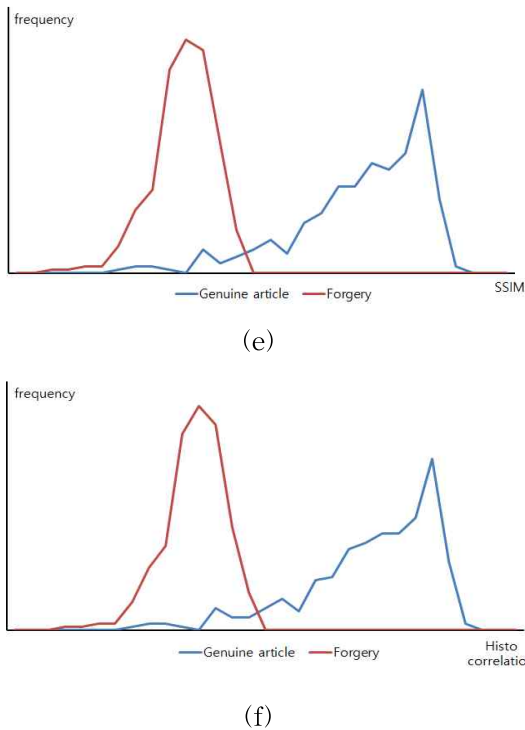 frequency
SSIM
Genuine article Forgery
(e)
frequency
Histo
correlatio
Genuine article Forgery
(f)